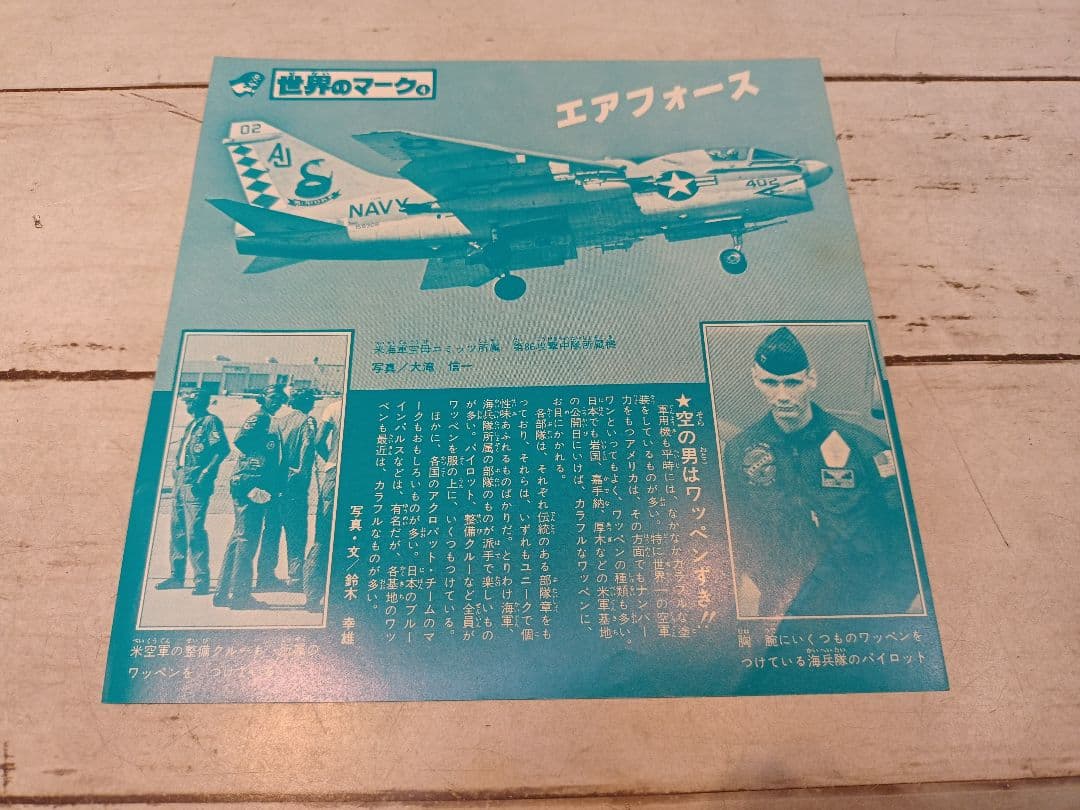 世界のマーク④
エアフォース
02
AJ
NAVY
402
米海軍空母ニミッツ所属 第86攻撃中隊所属機
写真／大滝 信一
★空の男はワッペンずき!!
軍用機も平時には、なかなかカラフルな塗
装をしているものが多い。特に世界一の空軍
力をもつアメリカは、その方面でもナンバー
ワンといってもよく、ワッペンの種類も多い。
日本でも岩国、嘉手納、厚木などの米軍基地
の公開日にいけば、カラフルなワッペンに、
お目にかかれる。
各部隊は、それぞれ伝統のある部隊章をも
っており、それらは、いずれもユニークで個
性味あふれるものばかりだ。とりわけ海軍、
海兵隊所属の部隊のものが派手で楽しいもの
が多い。パイロット、整備クルーなど全員が
ワッペンを服の上に、いくつもつけている。
ほかに、各国のアクロバット・チームのマ
ークもおもしろいものが多い。日本のブルー
インパルスなどは、有名だが、各基地のワッ
ペンも最近は、カラフルなものが多い。
写真・文／鈴木 幸雄
米空軍の整備クルーも
ワッペンを つけて
胸 腕にいくつものワッペンを
つけている海兵隊のパイロット